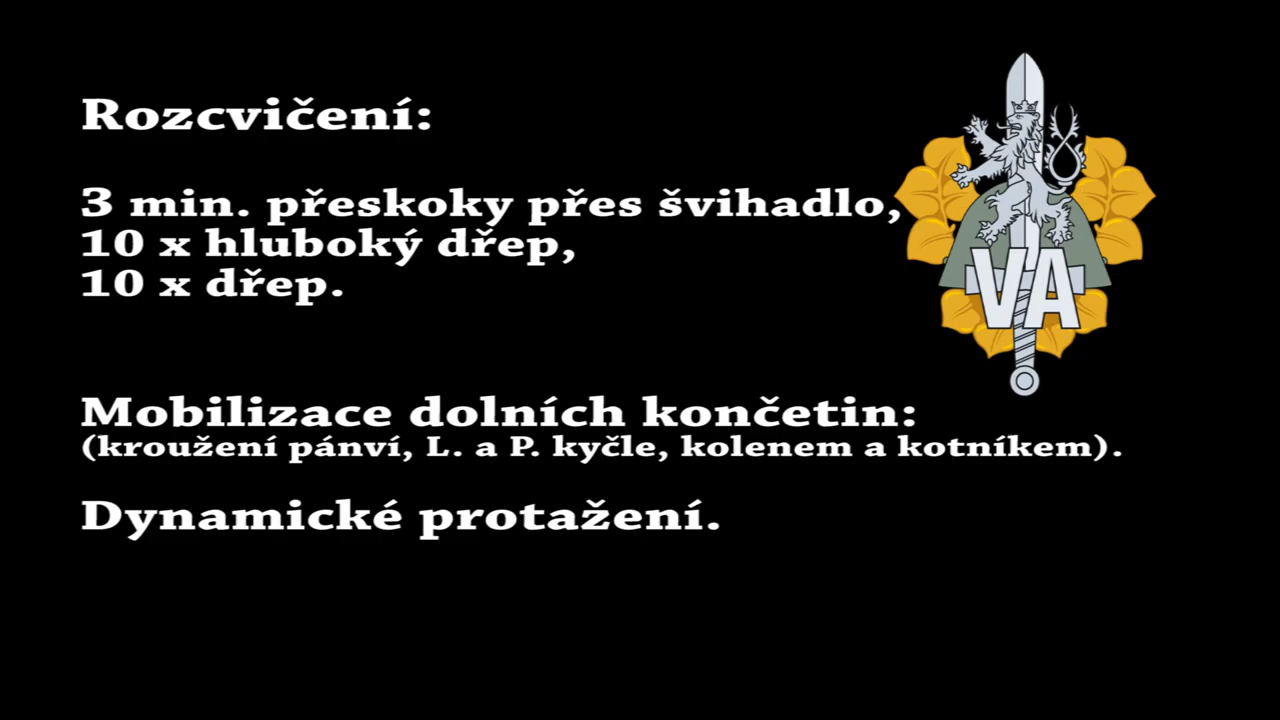 Rozcvičení:
3 min. přeskoky přes švihadlo,
10 x hluboký dřep,
10 x dřep.
VA
Mobilizace dolních končetin:
(kroužení pánví, L. a P. kyčle, kolenem a kotníkem).
Dynamické protažení.